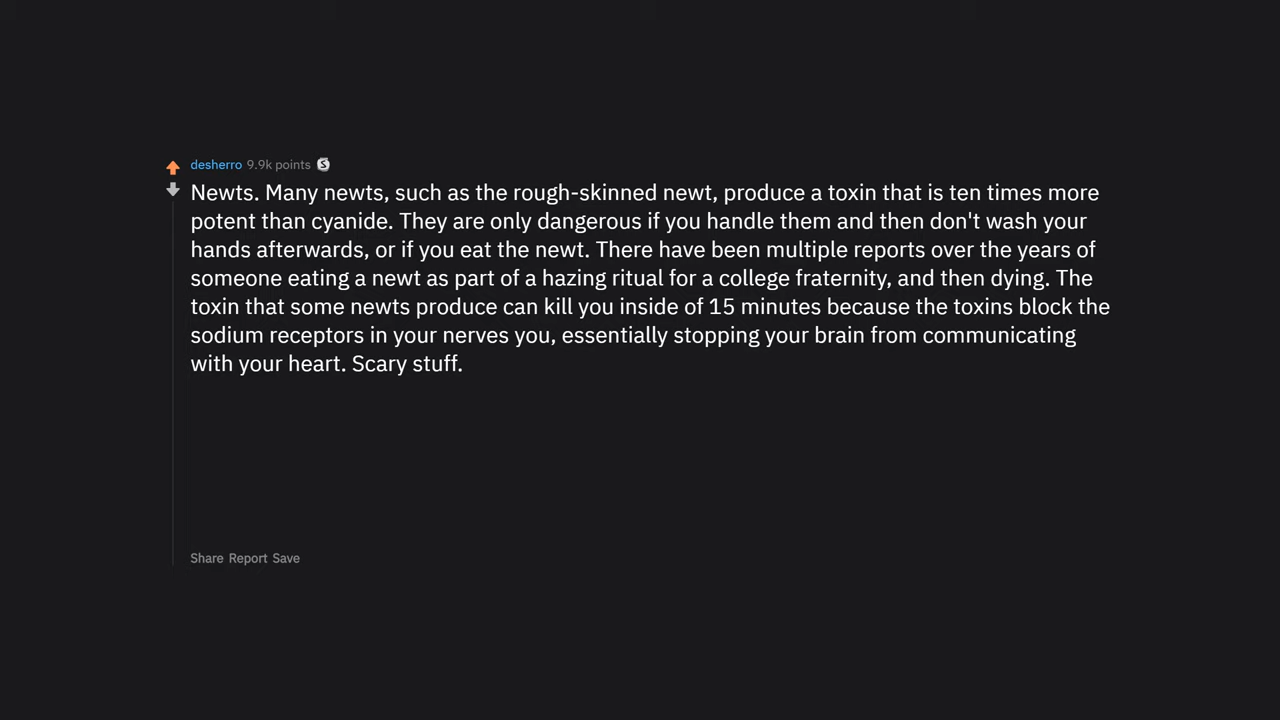 desherro 9.9k points S
Newts. Many newts, such as the rough-skinned newt, produce a toxin that is ten times more
potent than cyanide. They are only dangerous if you handle them and then don't wash your
hands afterwards, or if you eat the newt. There have been multiple reports over the years of
someone eating a newt as part of a hazing ritual for a college fraternity, and then dying. The
toxin that some newts produce can kill you inside of 15 minutes because the toxins block the
sodium receptors in your nerves you, essentially stopping your brain from communicating
with your heart. Scary stuff.
Share Report Save